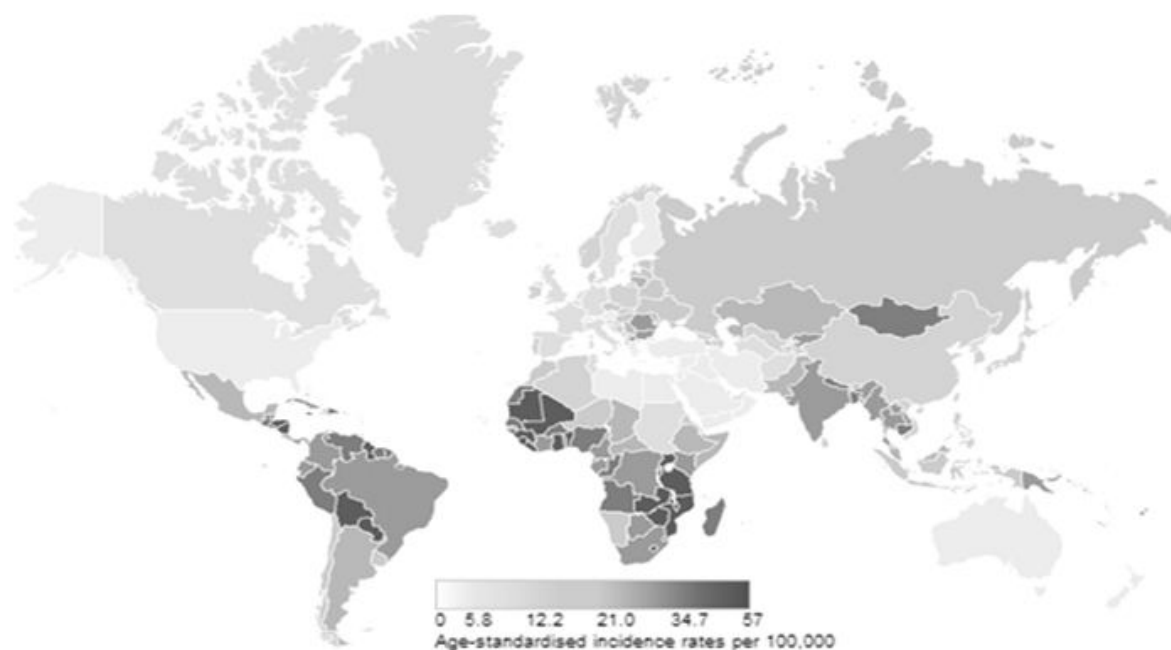 0 5.8 12.2 21.0 34.7 57
Age-standardised incidence rates per 100,000